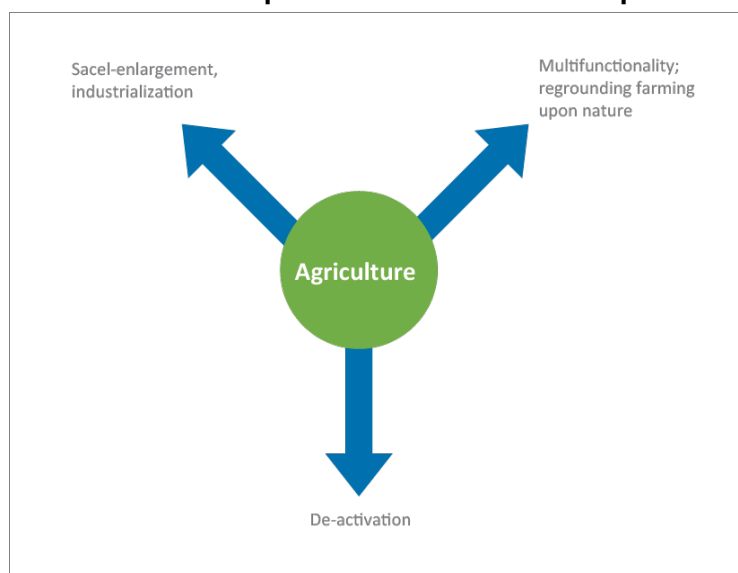 Sacel-enlargement,
industrialization
Multifunctionality;
regrounding farming
upon nature
Agriculture
De-activation